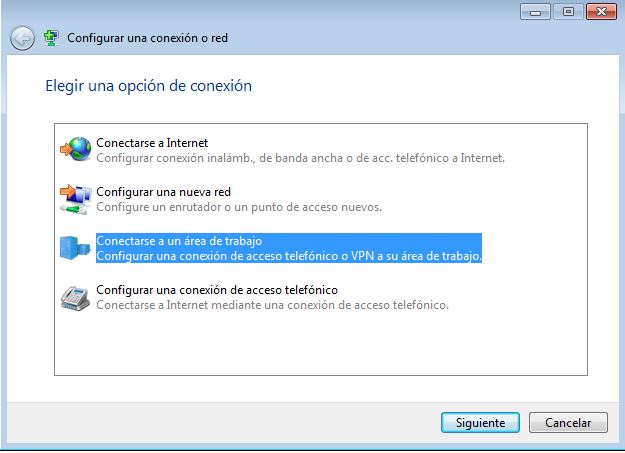 Configurar una conexión o red
Elegir una opción de conexión
Conectarse a Internet
Configurar conexión inalámb., de banda ancha o de acc. telefónico a Internet.
Configurar una nueva red
Configure un enrutador o un punto de acceso nuevos.
Conectarse a un área de trabajo
Configurar una conexión de acceso telefónico o VPN a su área de trabajo.
Configurar una conexión de acceso telefónico
Conectarse a Internet mediante una conexión de acceso telefónico.
Siguiente
Cancelar